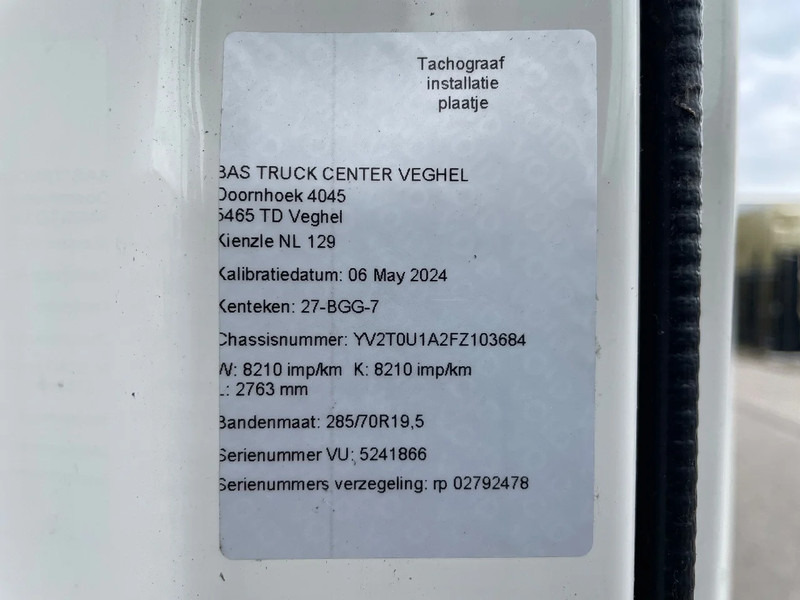 Tachograaf
installatie
plaatje
BAS TRUCK CENTER VEGHEL
Doornhoek 4045
5465 TD Veghel
Kienzle NL 129
Kalibratiedatum: 06 May 2024
Kenteken: 27-BGG-7
Chassisnummer: YV2T0U1A2FZ103684
W: 8210 imp/km K: 8210 imp/km
L: 2763 mm
Bandenmaat: 285/70R19,5
Serienummer VU: 5241866
Serienummers verzegeling: rp 02792478